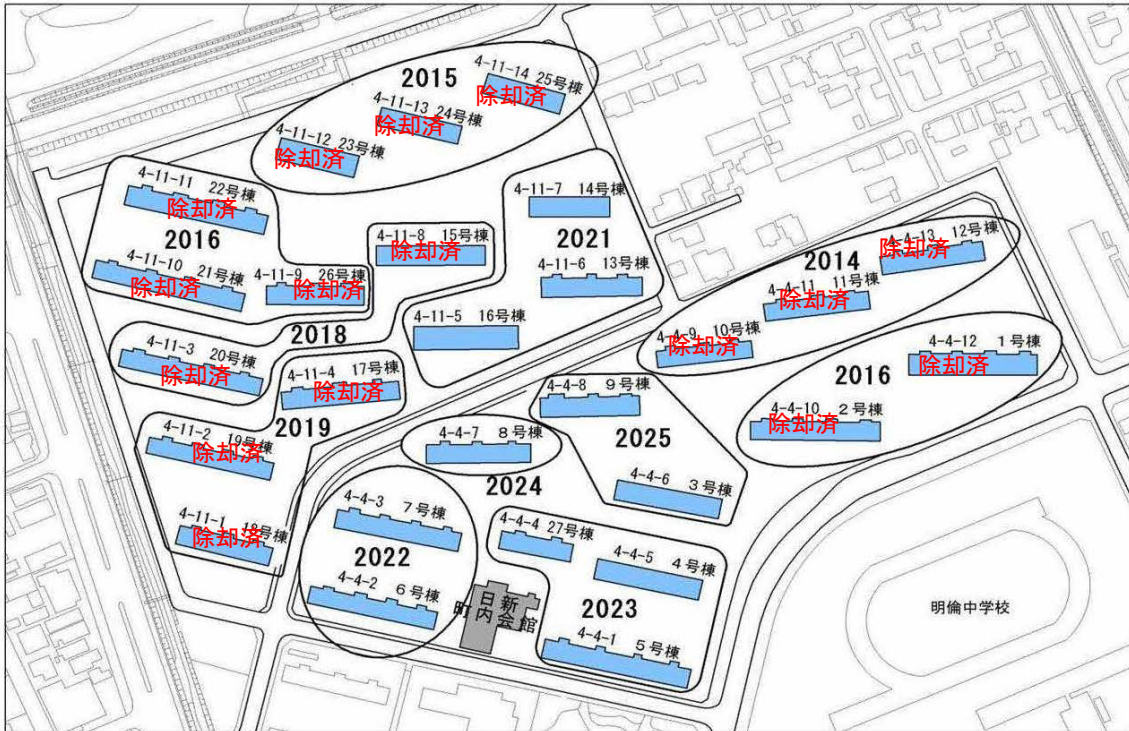 2015
4-11-14 25号棟
除却済
4-11-13 24号棟
除却済
4-11-12 23号棟
除却済
4-11-11 22号棟
除却済
2016
4-11-10 21号棟
除却済
4-11-9 26号棟
除却済
4-11-8 15号棟
除却済
2018
4-11-3 20号棟
除却済
4-11-7 14号棟
2021
4-11-6 13号棟
4-11-5 16号棟
4-4-13 12号棟
除却済
2014
4-4-11 11号棟
除却済
4-4-9 10号棟
除却済
4-4-12 1号棟
除却済
2016
4-4-10 2号棟
除却済
4-11-4 17号棟
除却済
2019
4-11-2 19号棟
除却済
4-11-1 18号棟
除却済
4-4-8 9号棟
2025
4-4-6 3号棟
4-4-7 8号棟
2024
4-4-3 7号棟
2022
4-4-2 6号棟
4-4-4 27号棟
4-4-5 4号棟
2023
4-4-1 5号棟
日新
町内会館
明倫中学校